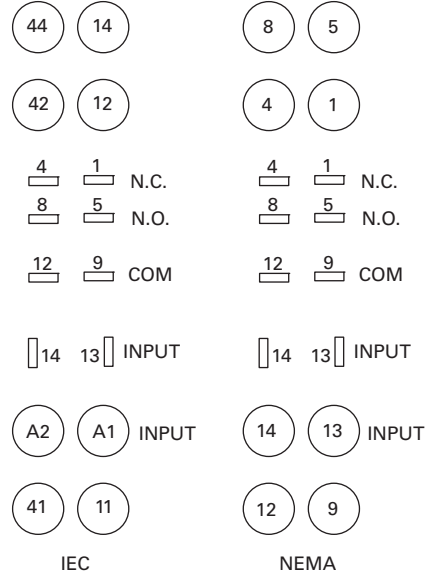 44 14 8 5
42 12 4 1
4 1 N.C. 4 1 N.C.
8 5 N.O. 8 5 N.O.
12 9 COM 12 9 COM
14 13 INPUT 14 13 INPUT
A2 A1 INPUT 14 13 INPUT
41 11 12 9
IEC NEMA